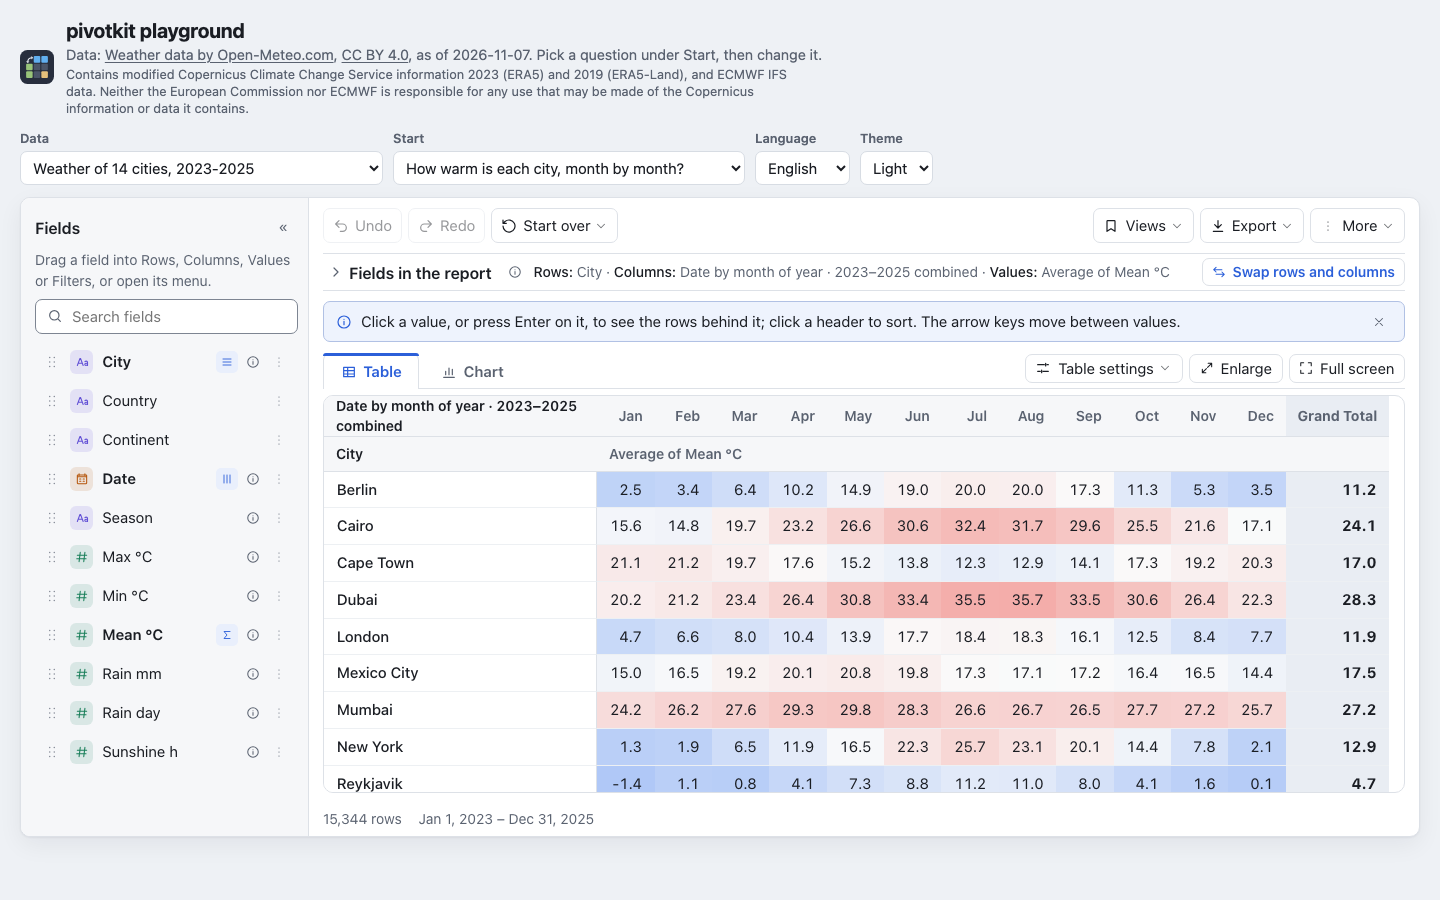 pivotkit playground
Data: Weather data by Open-Meteo.com, CC BY 4.0, as of 2026-11-07. Pick a question under Start, then change it.
Contains modified Copernicus Climate Change Service information 2023 (ERA5) and 2019 (ERA5-Land), and ECMWF IFS
data. Neither the European Commission nor ECMWF is responsible for any use that may be made of the Copernicus
information or data it contains.
Data Start Language Theme
Weather of 14 cities, 2023-2025 How warm is each city, month by month? English Light
Fields «
Drag a field into Rows, Columns, Values
or Filters, or open its menu.
Search fields
Aa City
Aa Country
Aa Continent
Date
Aa Season
# Max °C
# Min °C
# Mean °C Σ
# Rain mm
# Rain day
# Sunshine h
Undo Redo Start over Views Export More
Fields in the report Rows: City · Columns: Date by month of year · 2023–2025 combined · Values: Average of Mean °C Swap rows and columns
Click a value, or press Enter on it, to see the rows behind it; click a header to sort. The arrow keys move between values.
Table Chart Table settings Enlarge Full screen
Date by month of year · 2023–2025
combined
Jan Feb Mar Apr May Jun Jul Aug Sep Oct Nov Dec Grand Total
City Average of Mean °C
Berlin 2.5 3.4 6.4 10.2 14.9 19.0 20.0 20.0 17.3 11.3 5.3 3.5 11.2
Cairo 15.6 14.8 19.7 23.2 26.6 30.6 32.4 31.7 29.6 25.5 21.6 17.1 24.1
Cape Town 21.1 21.2 19.7 17.6 15.2 13.8 12.3 12.9 14.1 17.3 19.2 20.3 17.0
Dubai 20.2 21.2 23.4 26.4 30.8 33.4 35.5 35.7 33.5 30.6 26.4 22.3 28.3
London 4.7 6.6 8.0 10.4 13.9 17.7 18.4 18.3 16.1 12.5 8.4 7.7 11.9
Mexico City 15.0 16.5 19.2 20.1 20.8 19.8 17.3 17.1 17.2 16.4 16.5 14.4 17.5
Mumbai 24.2 26.2 27.6 29.3 29.8 28.3 26.6 26.7 26.5 27.7 27.2 25.7 27.2
New York 1.3 1.9 6.5 11.9 16.5 22.3 25.7 23.1 20.1 14.4 7.8 2.1 12.9
Reykjavik -1.4 1.1 0.8 4.1 7.3 8.8 11.2 11.0 8.0 4.1 1.6 0.1 4.7
15,344 rows Jan 1, 2023 – Dec 31, 2025